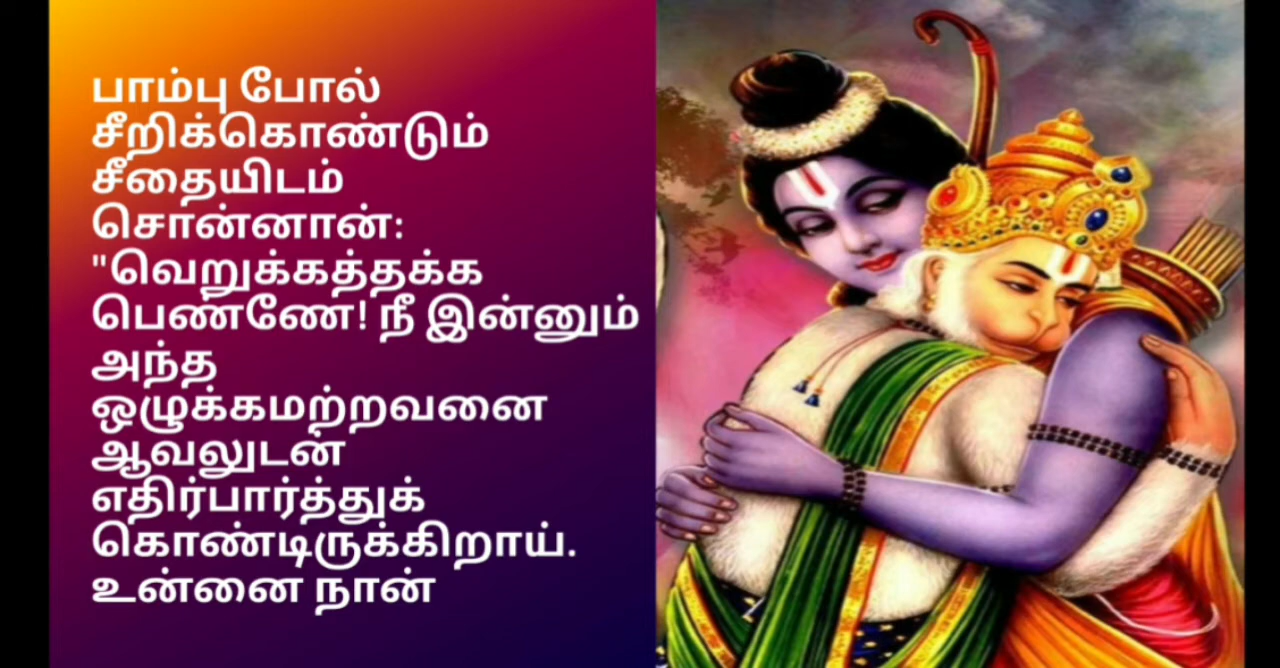 பாம்பு போல்
சீறிக்கொண்டும்
சீதையிடம்
சொன்னான்:
"வெறுக்கத்தக்க
பெண்ணே! நீ இன்னும்
அந்த
ஒழுக்கமற்றவனை
ஆவலுடன்
எதிர்பார்த்துக்
கொண்டிருக்கிறாய்.
உன்னை நான்